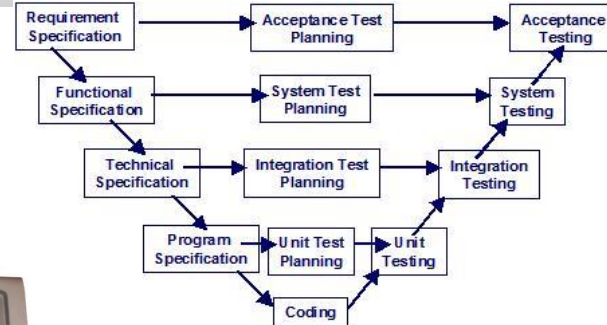 Requirement
Specification
Acceptance Test
Planning
Acceptance
Testing
Functional
Specification
System Test
Planning
System
Testing
Technical
Specification
Integration Test
Planning
Integration
Testing
Program
Specification
Unit Test
Planning
Unit
Testing
Coding